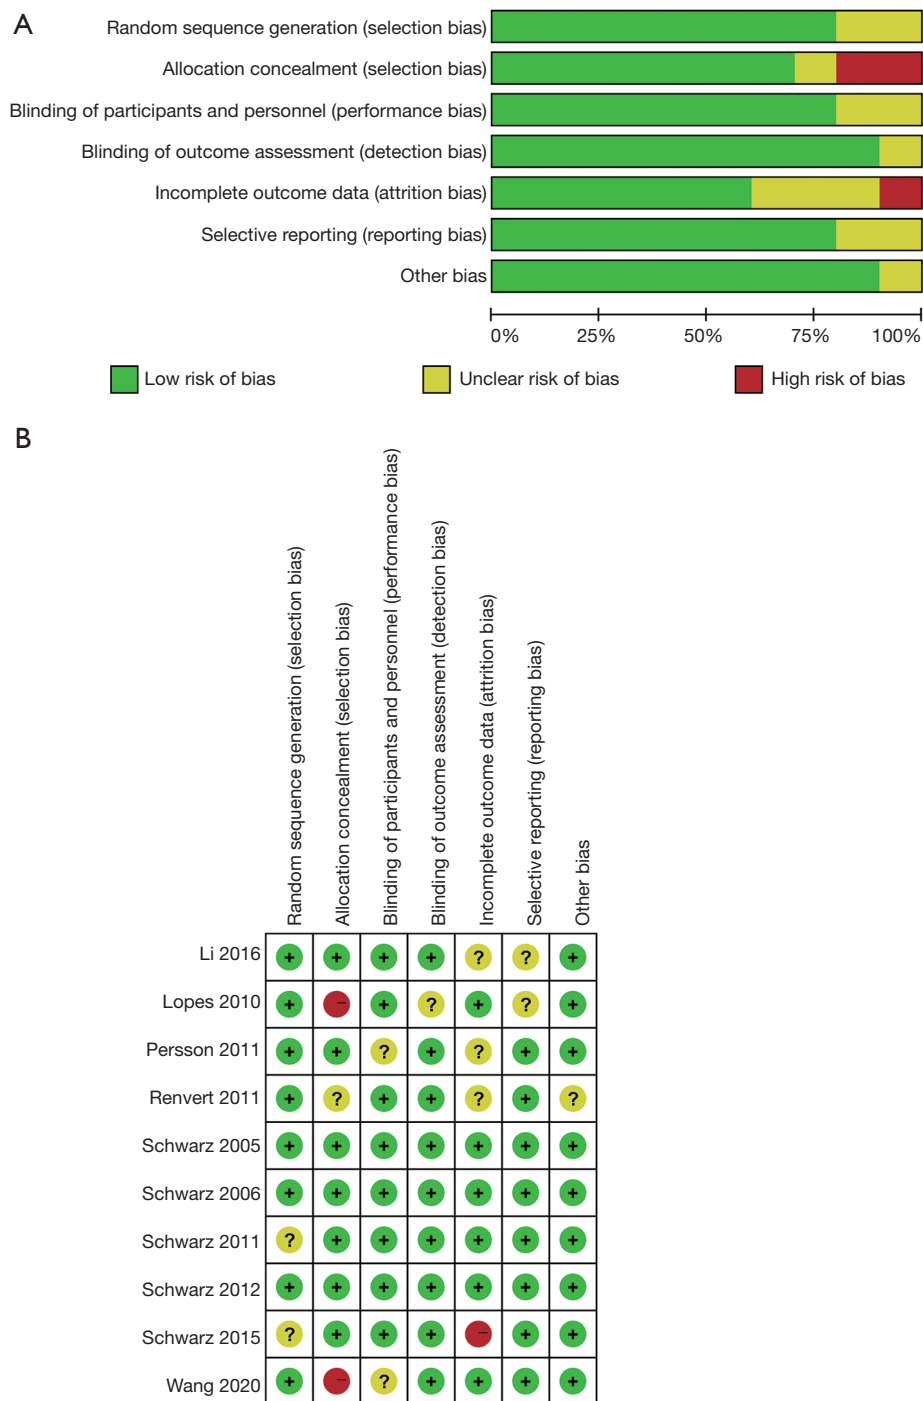 A
Random sequence generation (selection bias)
Allocation concealment (selection bias)
Blinding of participants and personnel (performance bias)
Blinding of outcome assessment (detection bias)
Incomplete outcome data (attrition bias)
Selective reporting (reporting bias)
Other bias
0% 25% 50% 75% 100%
Low risk of bias Unclear risk of bias High risk of bias
B
Random sequence generation (selection bias)
Allocation concealment (selection bias)
Blinding of participants and personnel (performance bias)
Blinding of outcome assessment (detection bias)
Incomplete outcome data (attrition bias)
Selective reporting (reporting bias)
Other bias
Li 2016 + + + + ? ? +
Lopes 2010 + − + ? + ? +
Persson 2011 + + ? + ? + +
Renvert 2011 + ? + + ? + ?
Schwarz 2005 + + + + + + +
Schwarz 2006 + + + + + + +
Schwarz 2011 ? + + + + + +
Schwarz 2012 + + + + + + +
Schwarz 2015 ? + + + − + +
Wang 2020 + − ? + + + +